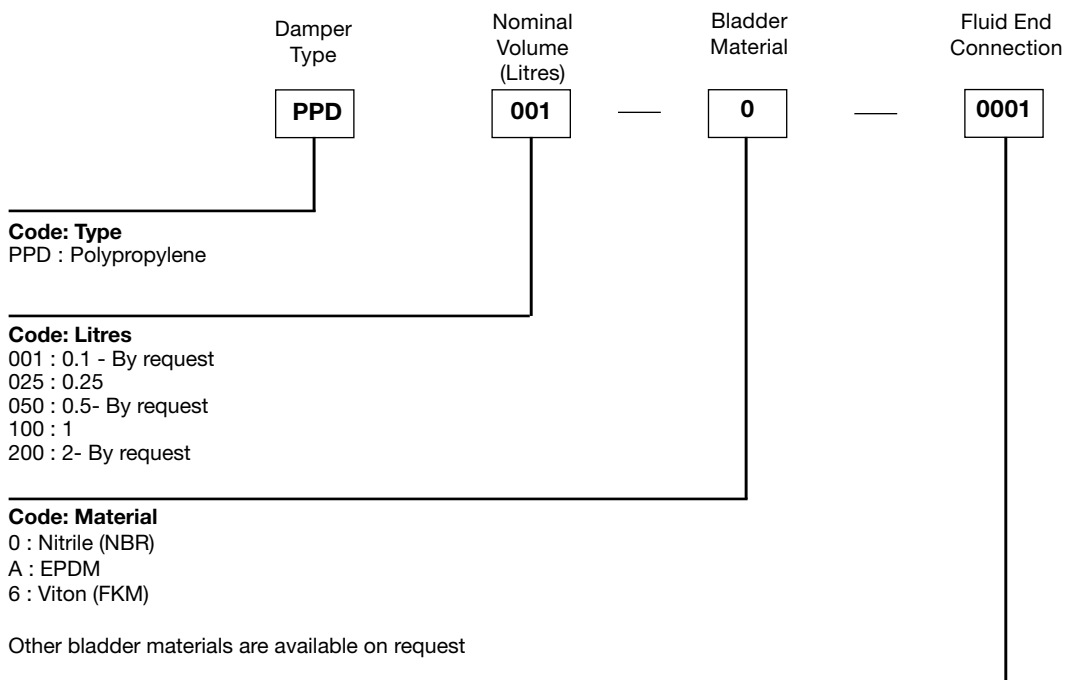 Damper
Type
Nominal
Volume
(Litres)
Bladder
Material
Fluid End
Connection
PPD
001
0
0001
Code: Type
PPD : Polypropylene
Code: Litres
001 : 0.1 - By request
025 : 0.25
050 : 0.5- By request
100 : 1
200 : 2- By request
Code: Material
0 : Nitrile (NBR)
A : EPDM
6 : Viton (FKM)
Other bladder materials are available on request